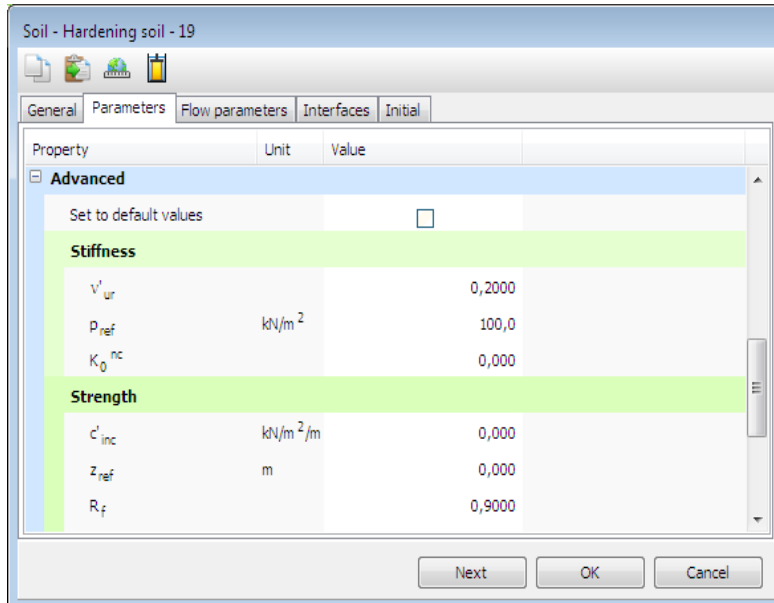 Soil - Hardening soil - 19
General Parameters Flow parameters Interfaces Initial
Property Unit Value
Advanced
Set to default values
Stiffness
ν'ur 0,2000
pref kN/m² 100,0
K₀ⁿᶜ 0,000
Strength
c'inc kN/m²/m 0,000
zref m 0,000
Rf 0,9000
Next OK Cancel